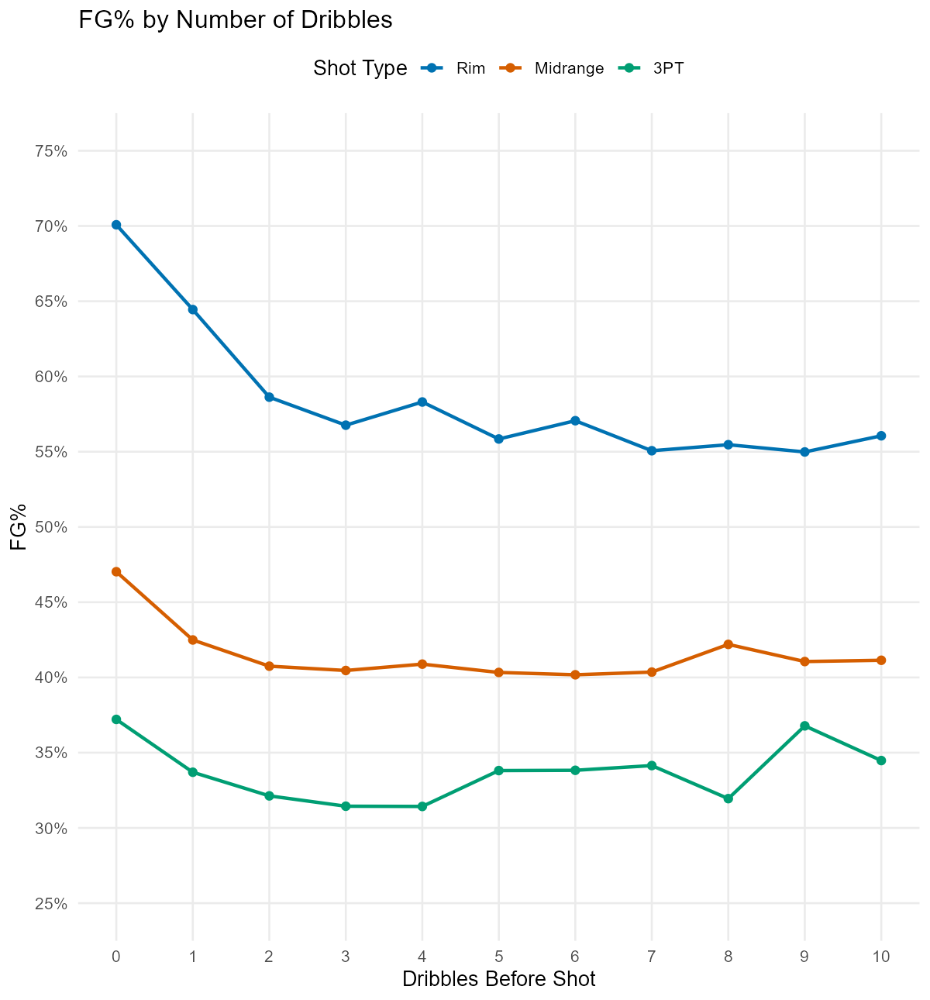 FG% by Number of Dribbles
Shot Type Rim Midrange 3PT
75%
70%
65%
60%
55%
50%
45%
40%
35%
30%
25%
FG%
0 1 2 3 4 5 6 7 8 9 10
Dribbles Before Shot